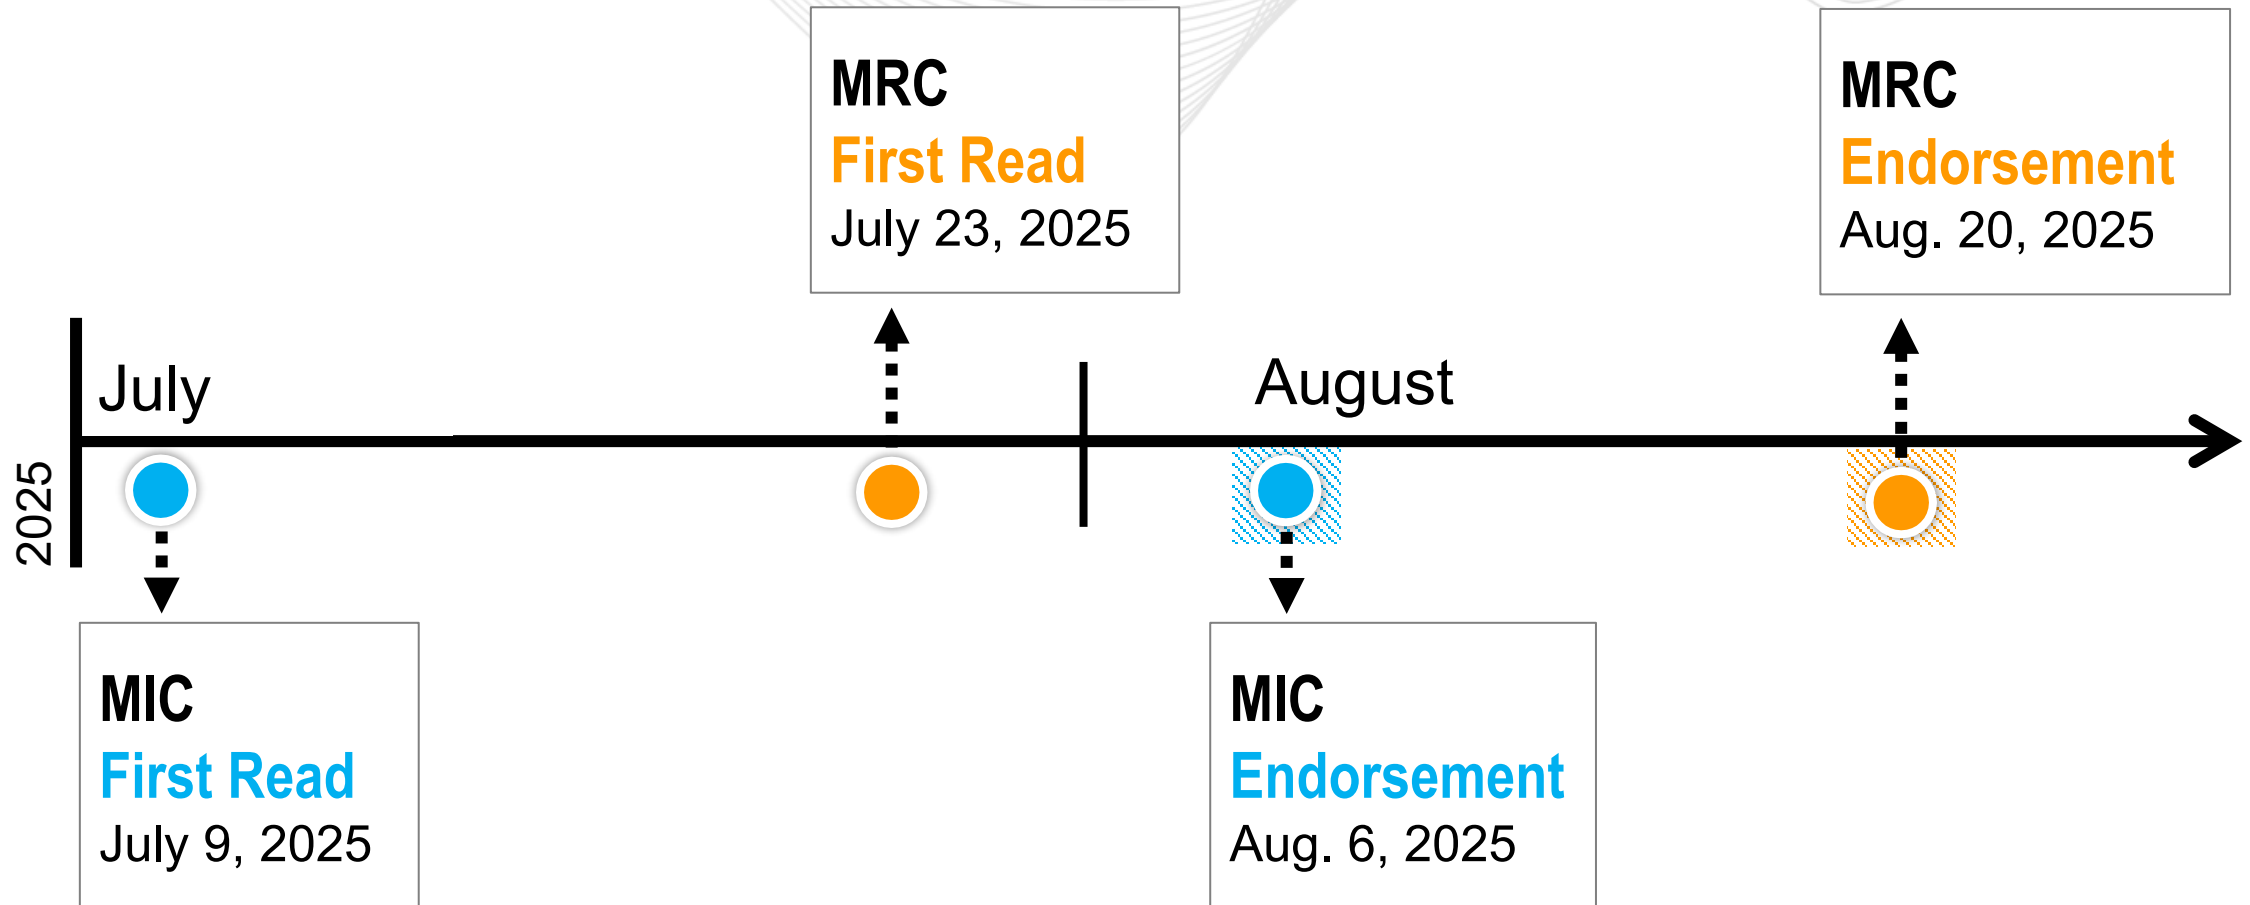 MRC
First Read
July 23, 2025
MRC
Endorsement
Aug. 20, 2025
July
August
2025
MIC
First Read
July 9, 2025
MIC
Endorsement
Aug. 6, 2025